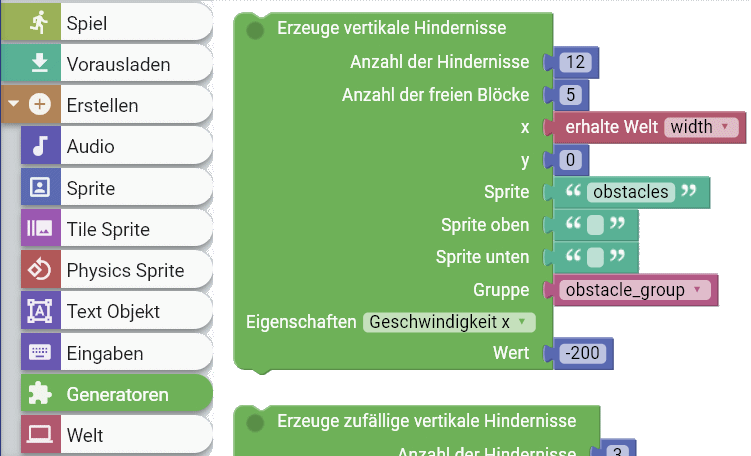 Spiel
Vorausladen
Erstellen
Audio
Sprite
Tile Sprite
Physics Sprite
Text Objekt
Eingaben
Generatoren
Welt
Erzeuge vertikale Hindernisse
Anzahl der Hindernisse 12
Anzahl der freien Blöcke 5
x erhalte Welt width
y 0
Sprite “ obstacles ”
Sprite oben “ ”
Sprite unten “ ”
Gruppe obstacle_group
Eigenschaften Geschwindigkeit x
Wert -200
Erzeuge zufällige vertikale Hindernisse
Anzahl der Hindernisse 3